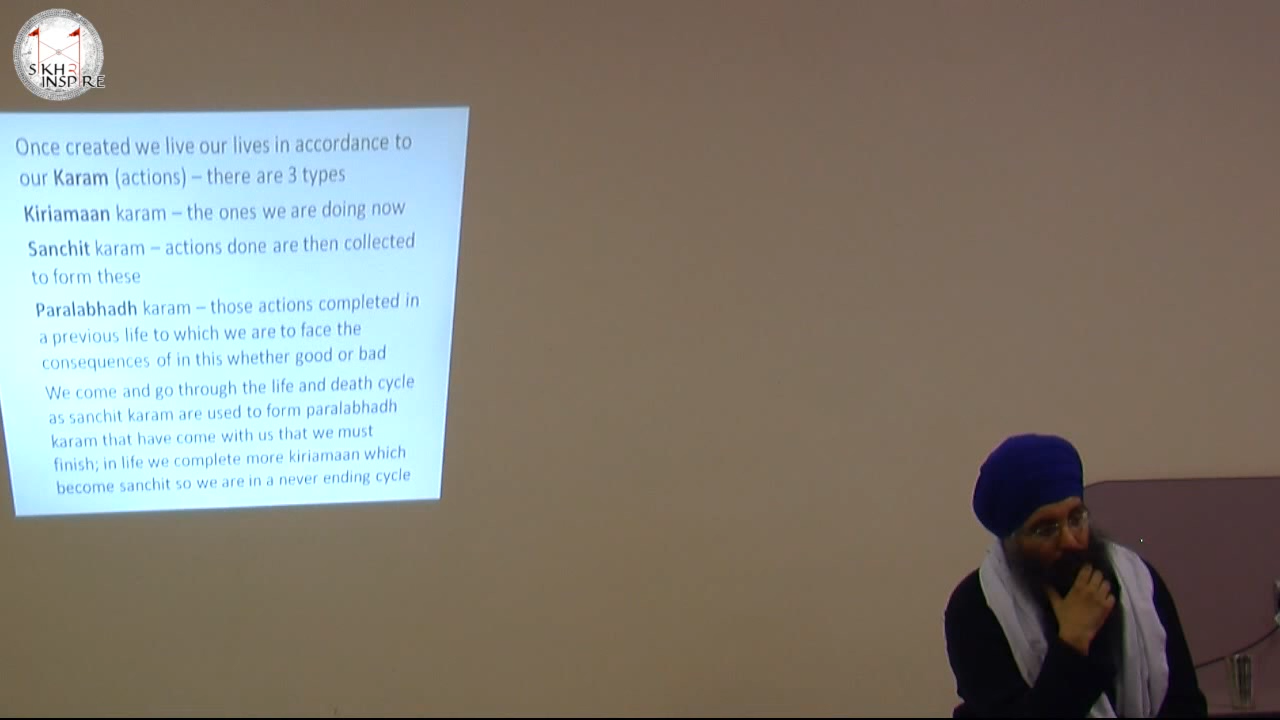 SIKH2
INSPIRE
Once created we live our lives in accordance to
our Karam (actions) – there are 3 types
Kiriamaan karam – the ones we are doing now
Sanchit karam – actions done are then collected
to form these
Paralabhadh karam – those actions completed in
a previous life to which we are to face the
consequences of in this whether good or bad
We come and go through the life and death cycle
as sanchit karam are used to form paralabhadh
karam that have come with us that we must
finish; in life we complete more kiriamaan which
become sanchit so we are in a never ending cycle